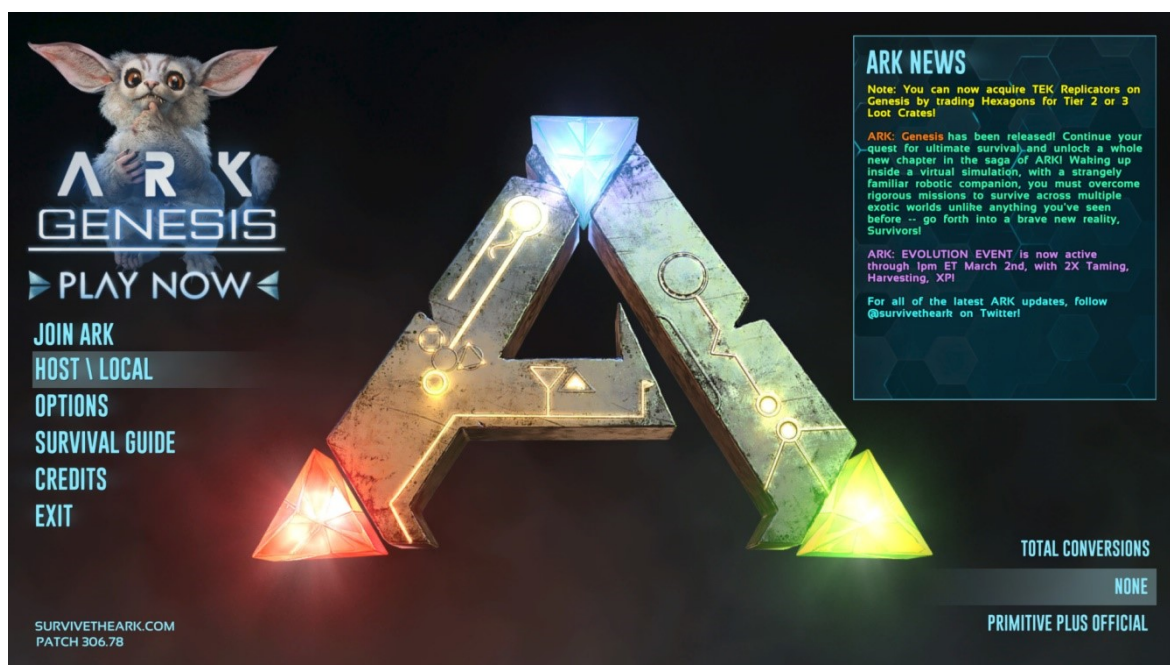 ARK
GENESIS
PLAY NOW
JOIN ARK
HOST \ LOCAL
OPTIONS
SURVIVAL GUIDE
CREDITS
EXIT
SURVIVETHEARK.COM
PATCH 306.78
ARK NEWS
Note: You can now acquire TEK Replicators on
Genesis by trading Hexagons for Tier 2 or 3
Loot Crates!
ARK: Genesis has been released! Continue your
quest for ultimate survival and unlock a whole
new chapter in the saga of ARK! Waking up
inside a virtual simulation, with a strangely
familiar robotic companion, you must overcome
rigorous missions to survive across multiple
exotic worlds unlike anything you've seen
before -- go forth into a brave new reality,
Survivors!
ARK: EVOLUTION EVENT is now active
through 1pm ET March 2nd, with 2X Taming,
Harvesting, XP!
For all of the latest ARK updates, follow
@survivetheark on Twitter!
TOTAL CONVERSIONS
NONE
PRIMITIVE PLUS OFFICIAL